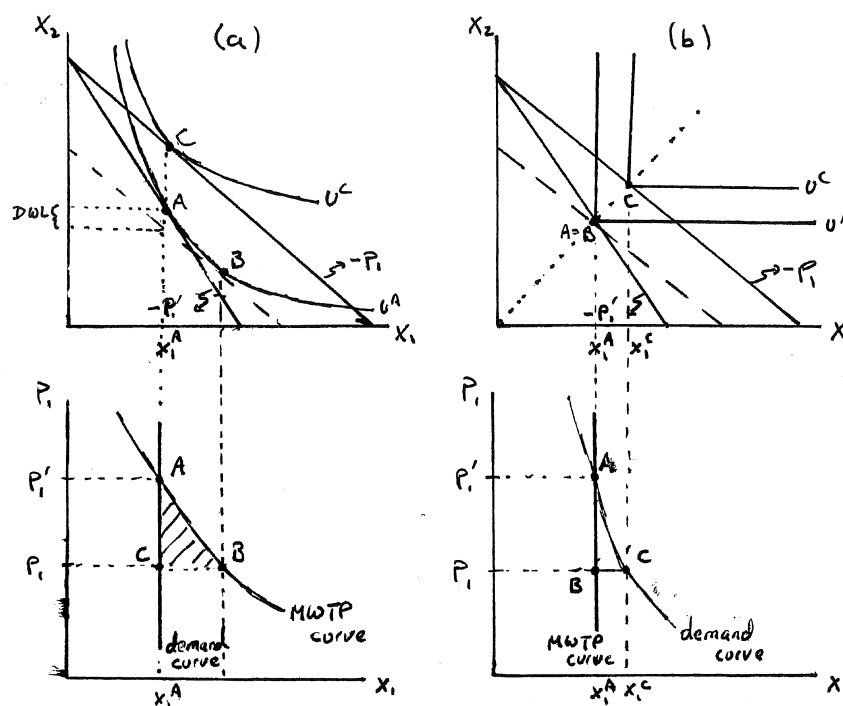 X₂ (a)
C
U^C
A
DWL{
B
-P₁
-P₁'
U^A
X₁^A
X₁
P₁
P₁'
A
P₁
C
B
MWTP curve
demand curve
X₁^A
X₁
X₂ (b)
C
U^C
A=B
U
-P₁
-P₁'
X₁^A X₁^C
X
P₁
P₁'
A
P₁
B
C
MWTP curve
demand curve
X₁^A X₁^C
X